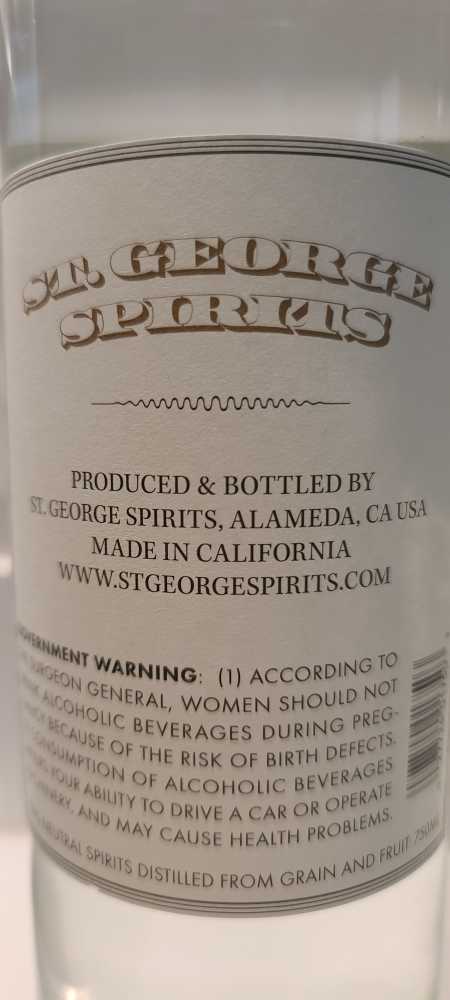 ST. GEORGE
SPIRITS
PRODUCED & BOTTLED BY
ST. GEORGE SPIRITS, ALAMEDA, CA USA
MADE IN CALIFORNIA
WWW.STGEORGESPIRITS.COM
WARNING: (1) ACCORDING TO
SURGEON GENERAL, WOMEN SHOULD NOT
ALCOHOLIC BEVERAGES DURING PREG-
BECAUSE OF THE RISK OF BIRTH DEFECTS.
CONSUMPTION OF ALCOHOLIC BEVERAGES
YOUR ABILITY TO DRIVE A CAR OR OPERATE
AND MAY CAUSE HEALTH PROBLEMS.
NEUTRAL SPIRITS DISTILLED FROM GRAIN AND FRUIT 750ML